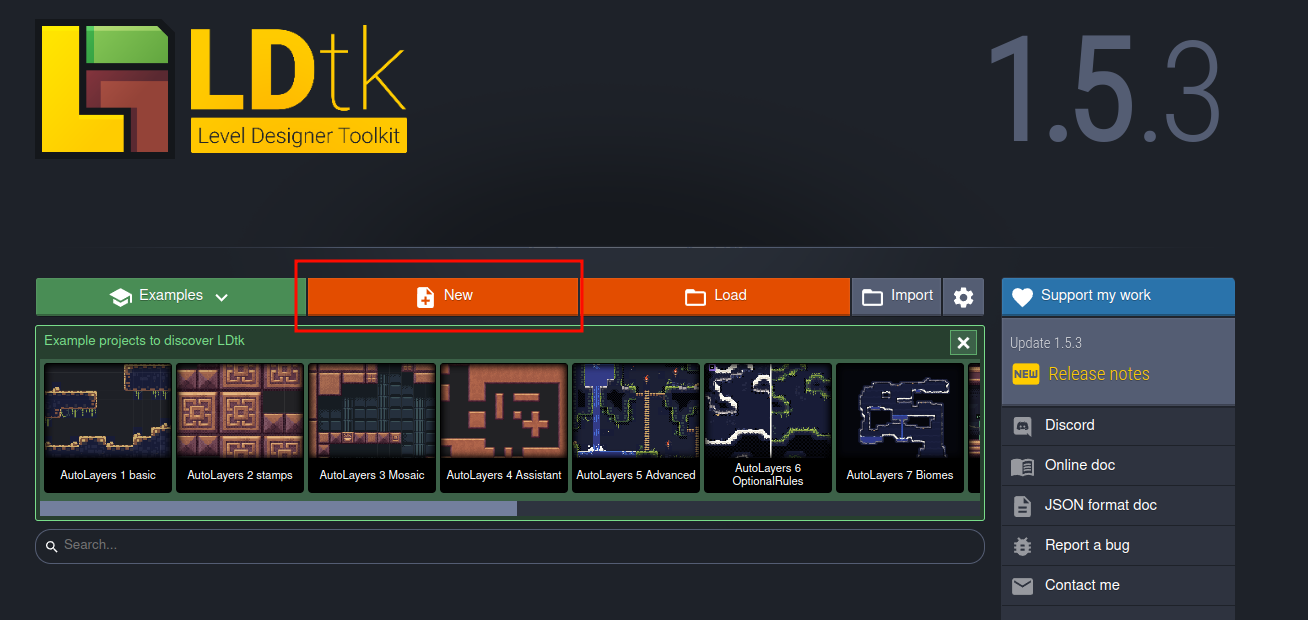 LDtk
Level Designer Toolkit
1.5.3
Examples
New
Load
Import
Support my work
Example projects to discover LDtk
Update 1.5.3
NEW Release notes
AutoLayers 1 basic
AutoLayers 2 stamps
AutoLayers 3 Mosaic
AutoLayers 4 Assistant
AutoLayers 5 Advanced
AutoLayers 6
OptionalRules
AutoLayers 7 Biomes
Search...
Discord
Online doc
JSON format doc
Report a bug
Contact me